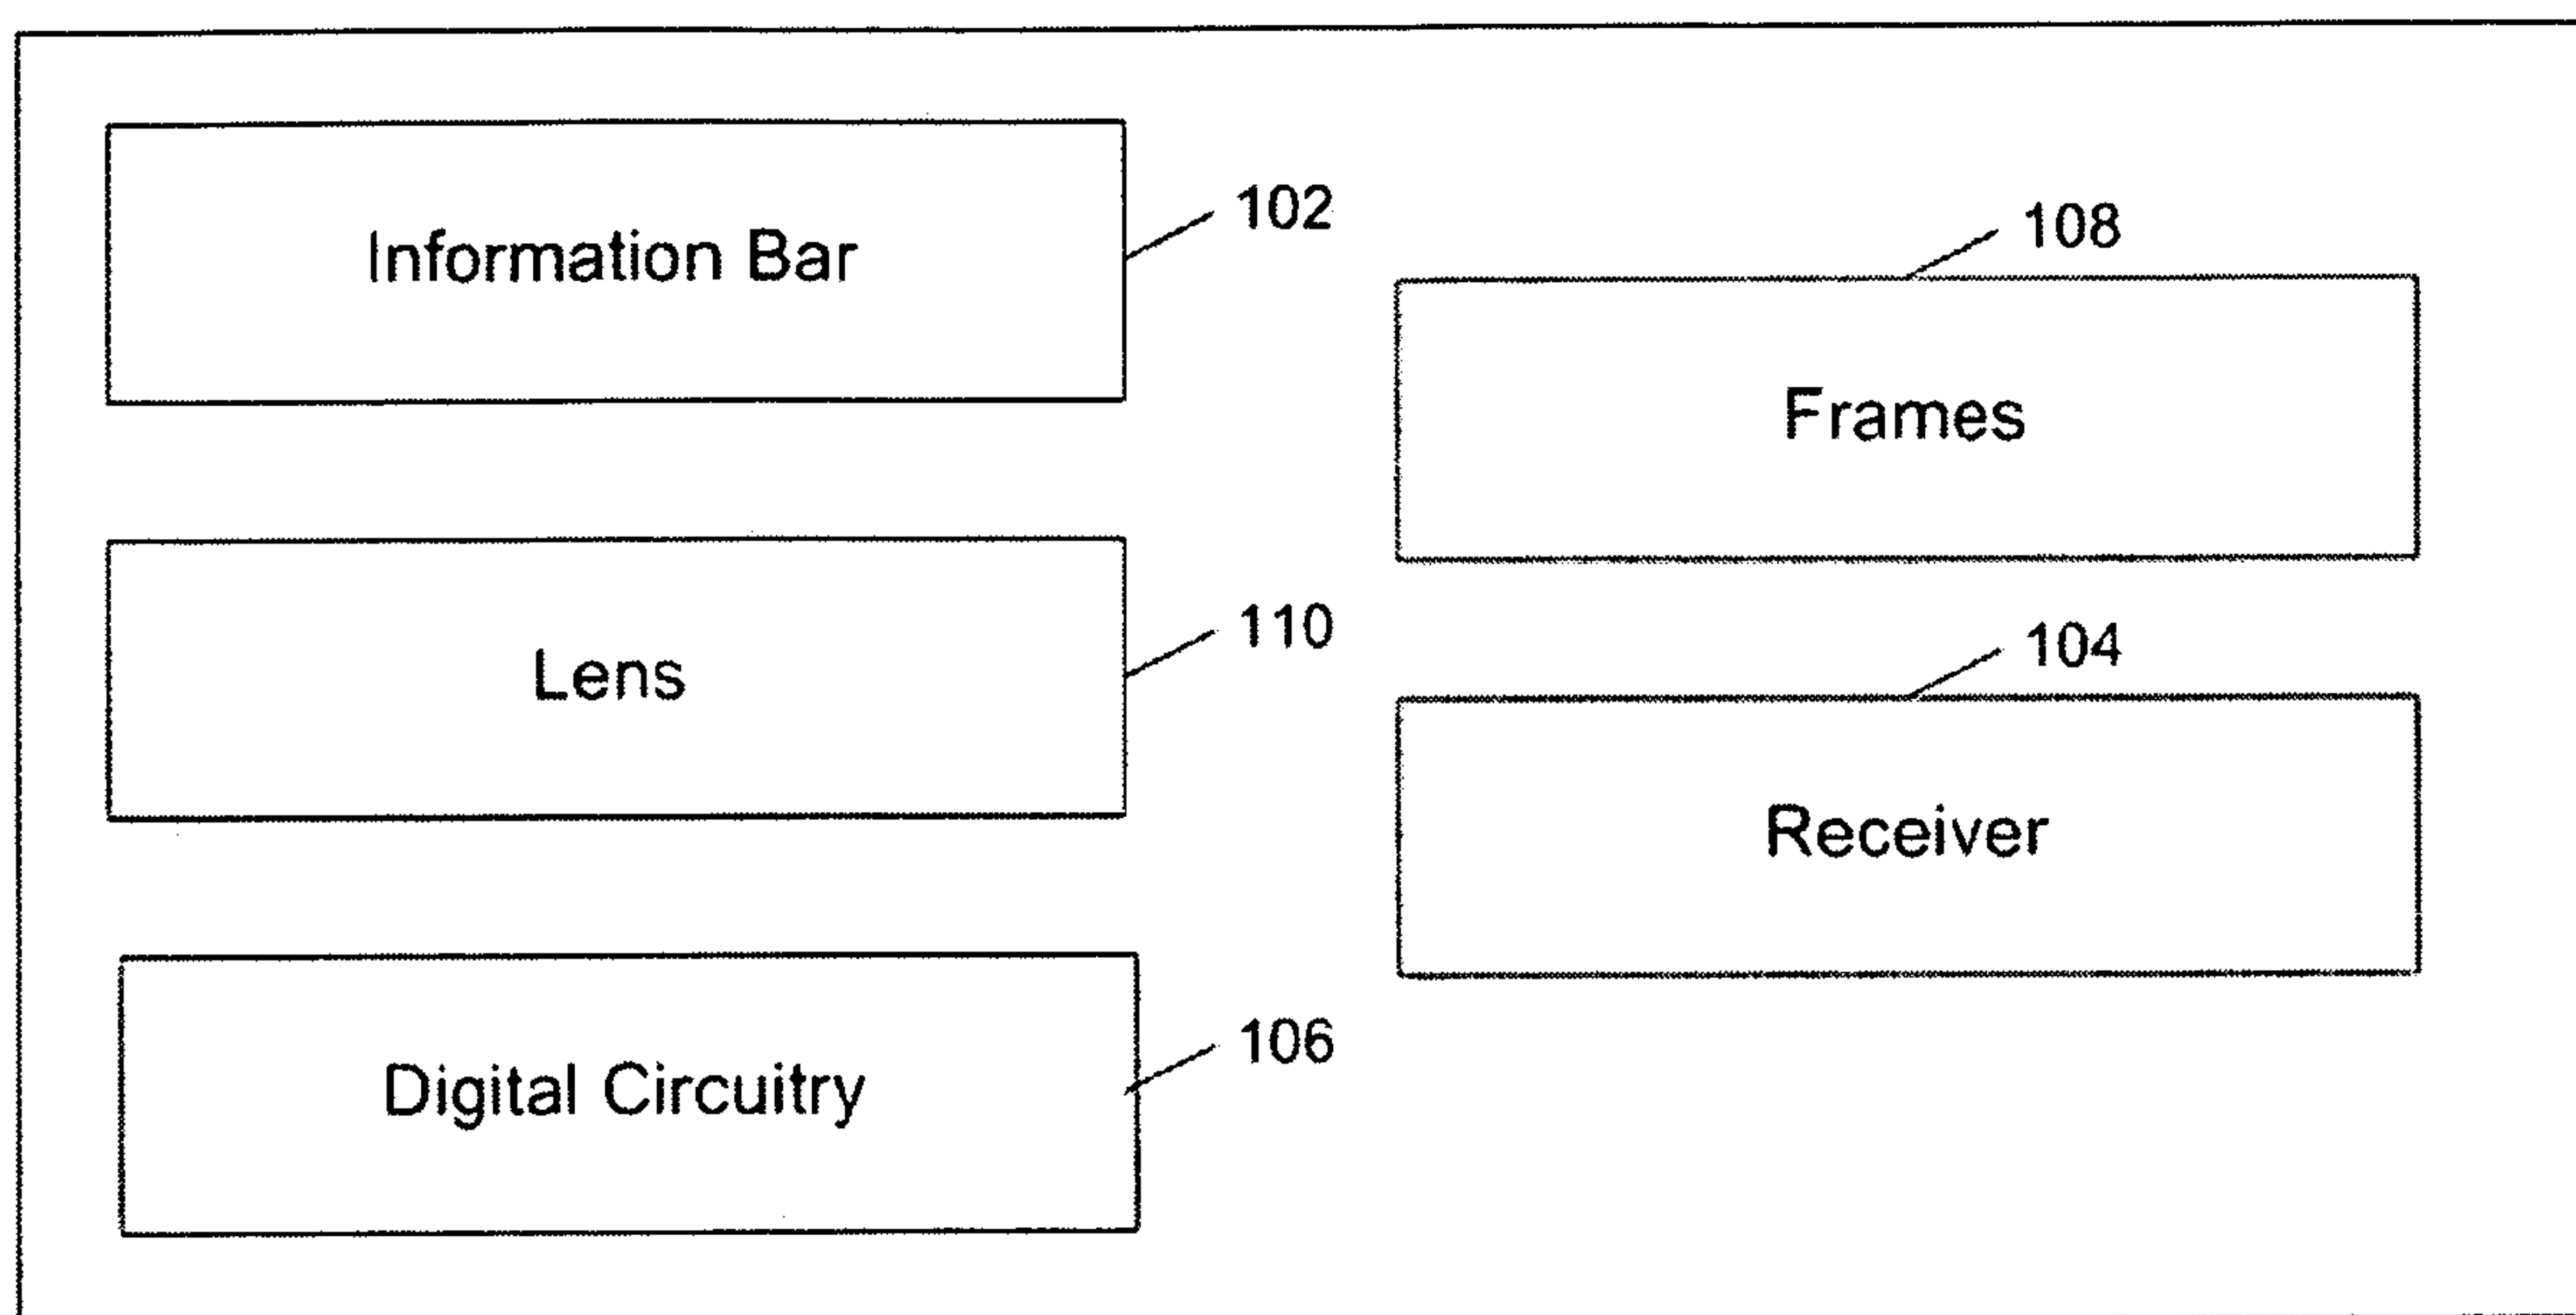 Information Bar
102
108
Frames
Lens
110
104
Receiver
Digital Circuitry
106